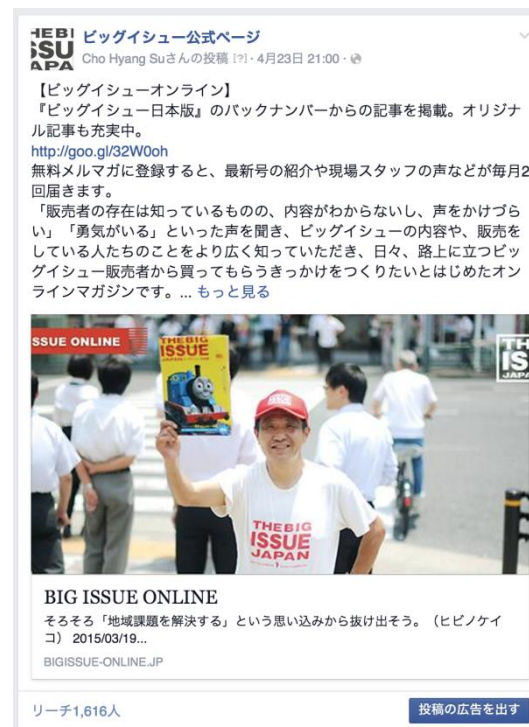 THE BIG
ISSUE
JAPAN
ビッグイシュー公式ページ
Cho Hyang Suさんの投稿 [?]・4月23日 21:00・
【ビッグイシューオンライン】
『ビッグイシュー日本版』のバックナンバーからの記事を掲載。オリジナ
ル記事も充実中。
http://goo.gl/32W0oh
無料メルマガに登録すると、最新号の紹介や現場スタッフの声などが毎月2
回届きます。
「販売者の存在は知っているものの、内容がわからないし、声をかけづら
い」「勇気がいる」といった声を聞き、ビッグイシューの内容や、販売を
している人たちのことをより広く知っていただき、日々、路上に立つビッ
グイシュー販売者から買ってもらうきっかけをつくりたいとはじめたオン
ラインマガジンです。... もっと見る
SSUE ONLINE
THE BIG
ISSUE
TH
IS
JAPA
THE BIG
ISSUE
JAPAN
BIG ISSUE ONLINE
そろそろ「地域課題を解決する」という思い込みから抜け出そう。（ヒビノケイ
コ） 2015/03/19...
BIGISSUE-ONLINE.JP
リーチ1,616人
投稿の広告を出す